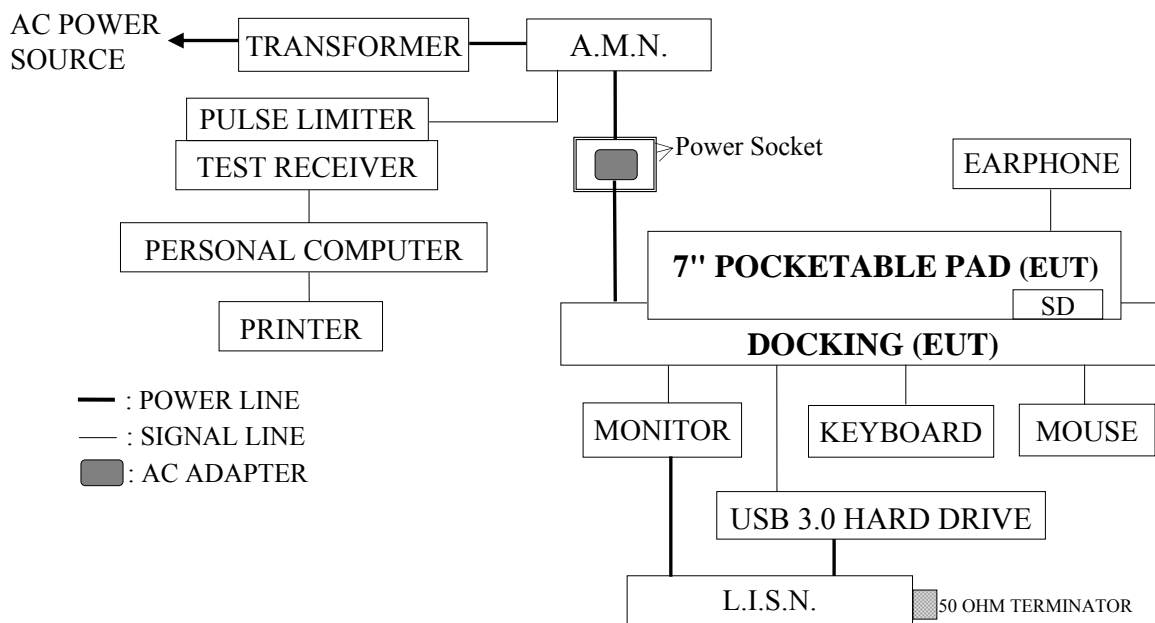 AC POWER
SOURCE
TRANSFORMER
A.M.N.
PULSE LIMITER
TEST RECEIVER
Power Socket
EARPHONE
PERSONAL COMPUTER
7" POCKETABLE PAD (EUT)
SD
PRINTER
DOCKING (EUT)
: POWER LINE
: SIGNAL LINE
: AC ADAPTER
MONITOR
KEYBOARD
MOUSE
USB 3.0 HARD DRIVE
L.I.S.N.
50 OHM TERMINATOR